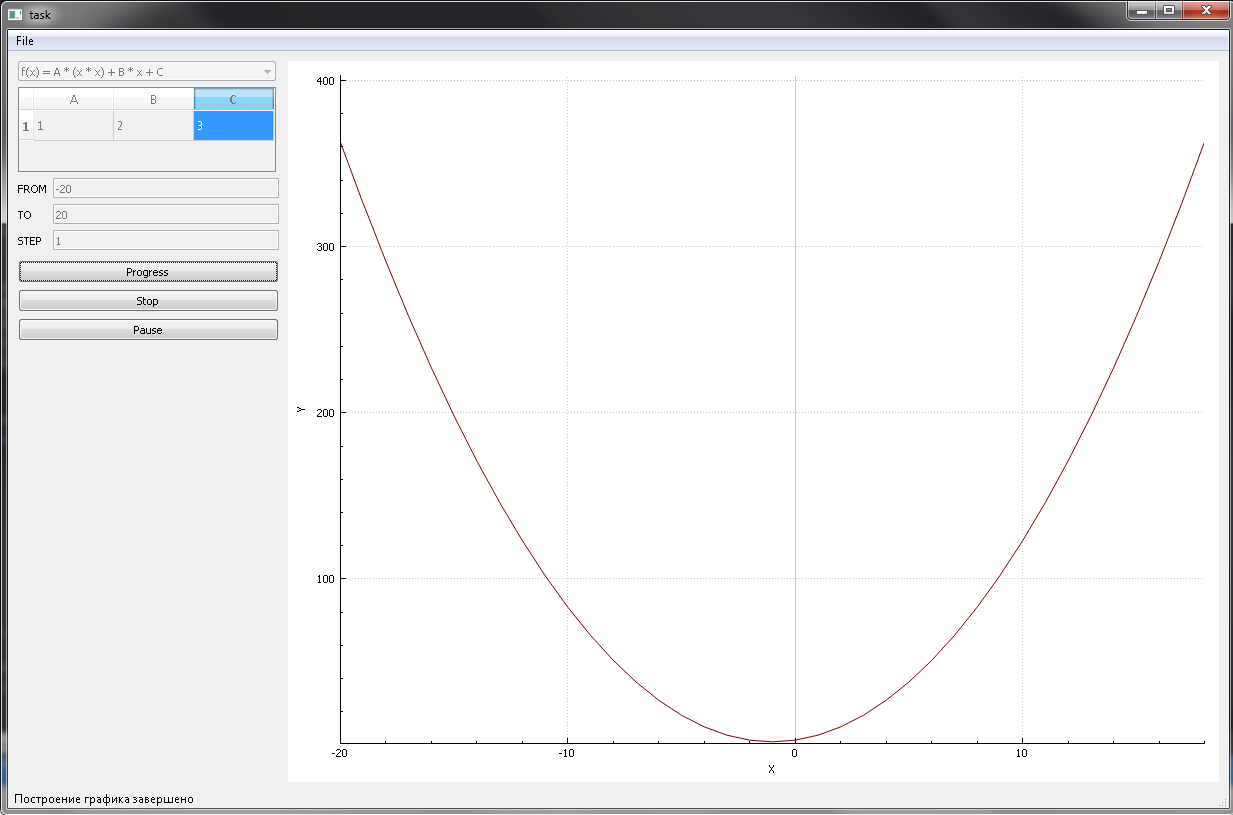 task
File
f(x) = A * (x * x) + B * x + C
A B C
1 1 2 3
FROM -20
TO 20
STEP 1
Progress
Stop
Pause
400
300
200
100
Y
-20 -10 0 10
X
Построение графика завершено